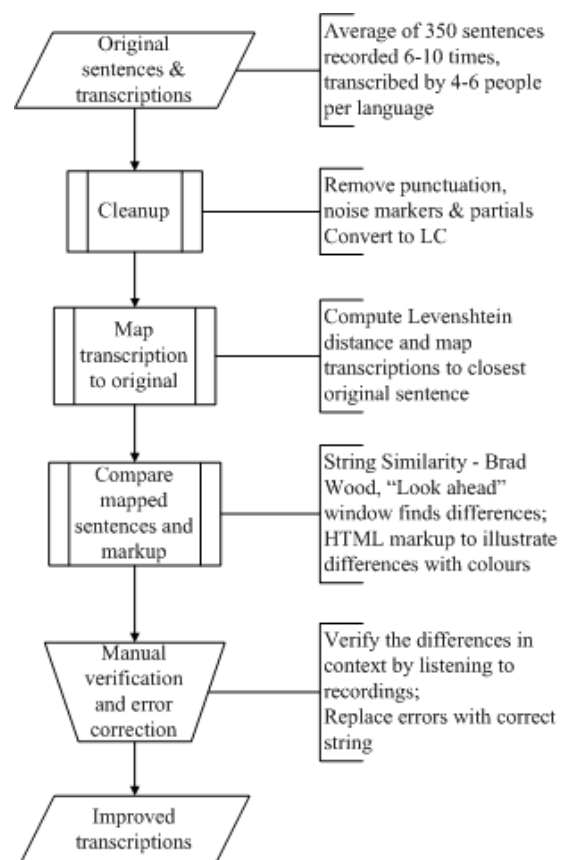 Original
sentences &
transcriptions
Average of 350 sentences
recorded 6-10 times,
transcribed by 4-6 people
per language
Cleanup
Remove punctuation,
noise markers & partials
Convert to LC
Map
transcription
to original
Compute Levenshtein
distance and map
transcriptions to closest
original sentence
Compare
mapped
sentences and
markup
String Similarity - Brad
Wood, “Look ahead”
window finds differences;
HTML markup to illustrate
differences with colours
Manual
verification
and error
correction
Verify the differences in
context by listening to
recordings;
Replace errors with correct
string
Improved
transcriptions